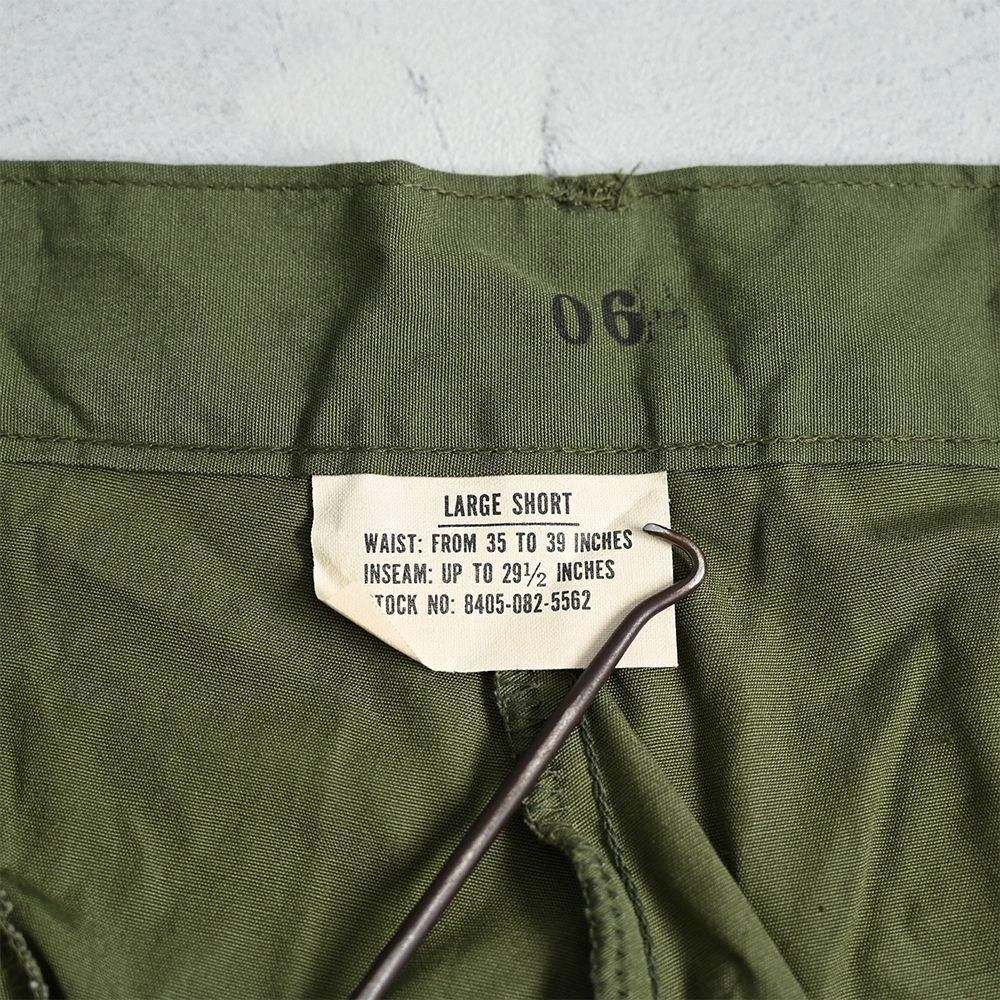 06
LARGE SHORT
WAIST: FROM 35 TO 39 INCHES
INSEAM: UP TO 29½ INCHES
TOCK NO: 8405-082-5562